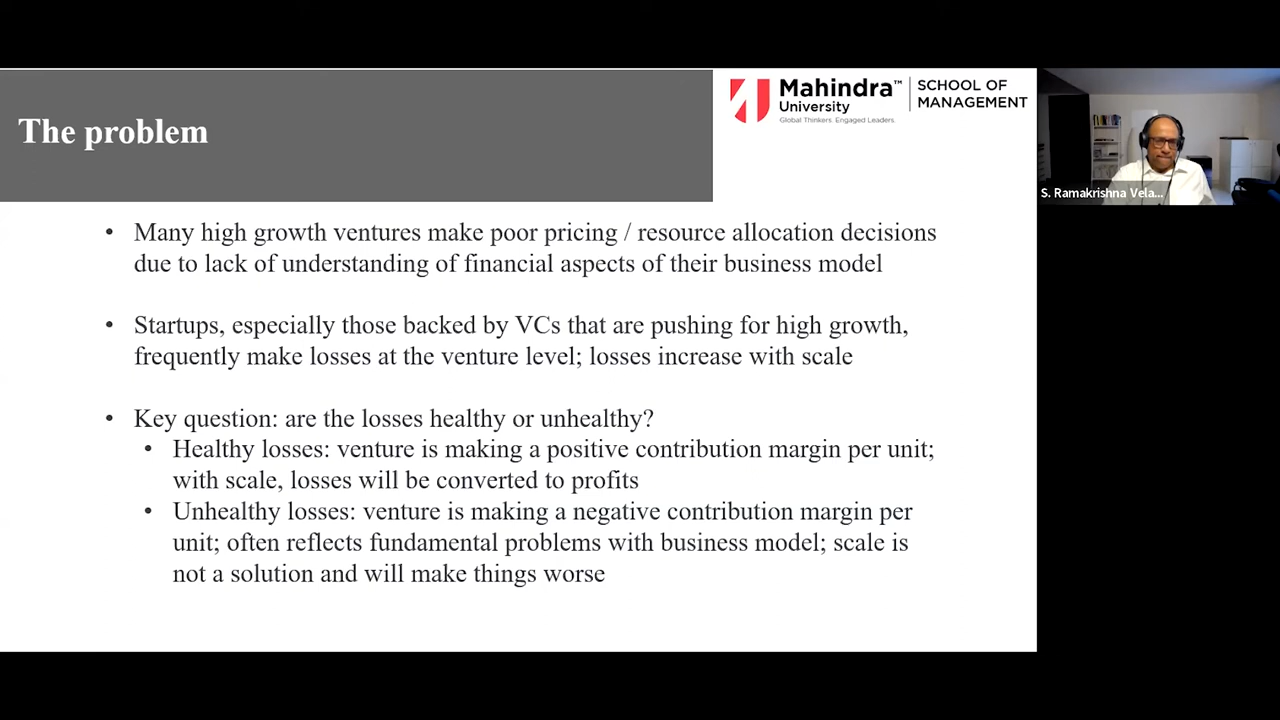 The problem
Mahindra™
University
Global Thinkers. Engaged Leaders.
SCHOOL OF
MANAGEMENT
S. Ramakrishna Vela...
• Many high growth ventures make poor pricing / resource allocation decisions
due to lack of understanding of financial aspects of their business model
• Startups, especially those backed by VCs that are pushing for high growth,
frequently make losses at the venture level; losses increase with scale
• Key question: are the losses healthy or unhealthy?
• Healthy losses: venture is making a positive contribution margin per unit;
with scale, losses will be converted to profits
• Unhealthy losses: venture is making a negative contribution margin per
unit; often reflects fundamental problems with business model; scale is
not a solution and will make things worse